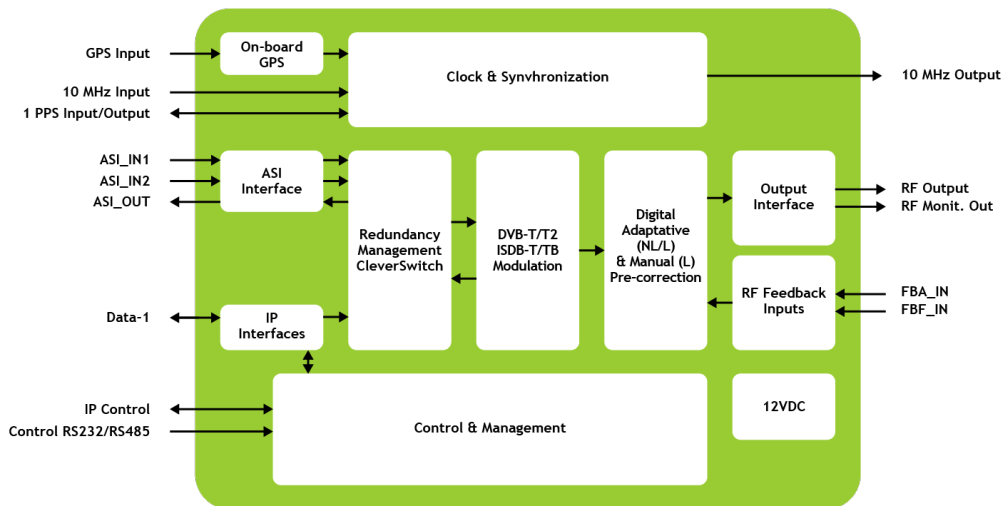 GPS Input
On-board
GPS
Clock & Synvhronization
10 MHz Output
10 MHz Input
1 PPS Input/Output
ASI_IN1
ASI_IN2
ASI_OUT
ASI
Interface
Redundancy
Management
CleverSwitch
DVB-T/T2
ISDB-T/TB
Modulation
Digital
Adaptative
(NL/L)
& Manual (L)
Pre-correction
Output
Interface
RF Output
RF Monit. Out
RF Feedback
Inputs
FBA_IN
FBF_IN
Data-1
IP
Interfaces
IP Control
Control RS232/RS485
Control & Management
12VDC